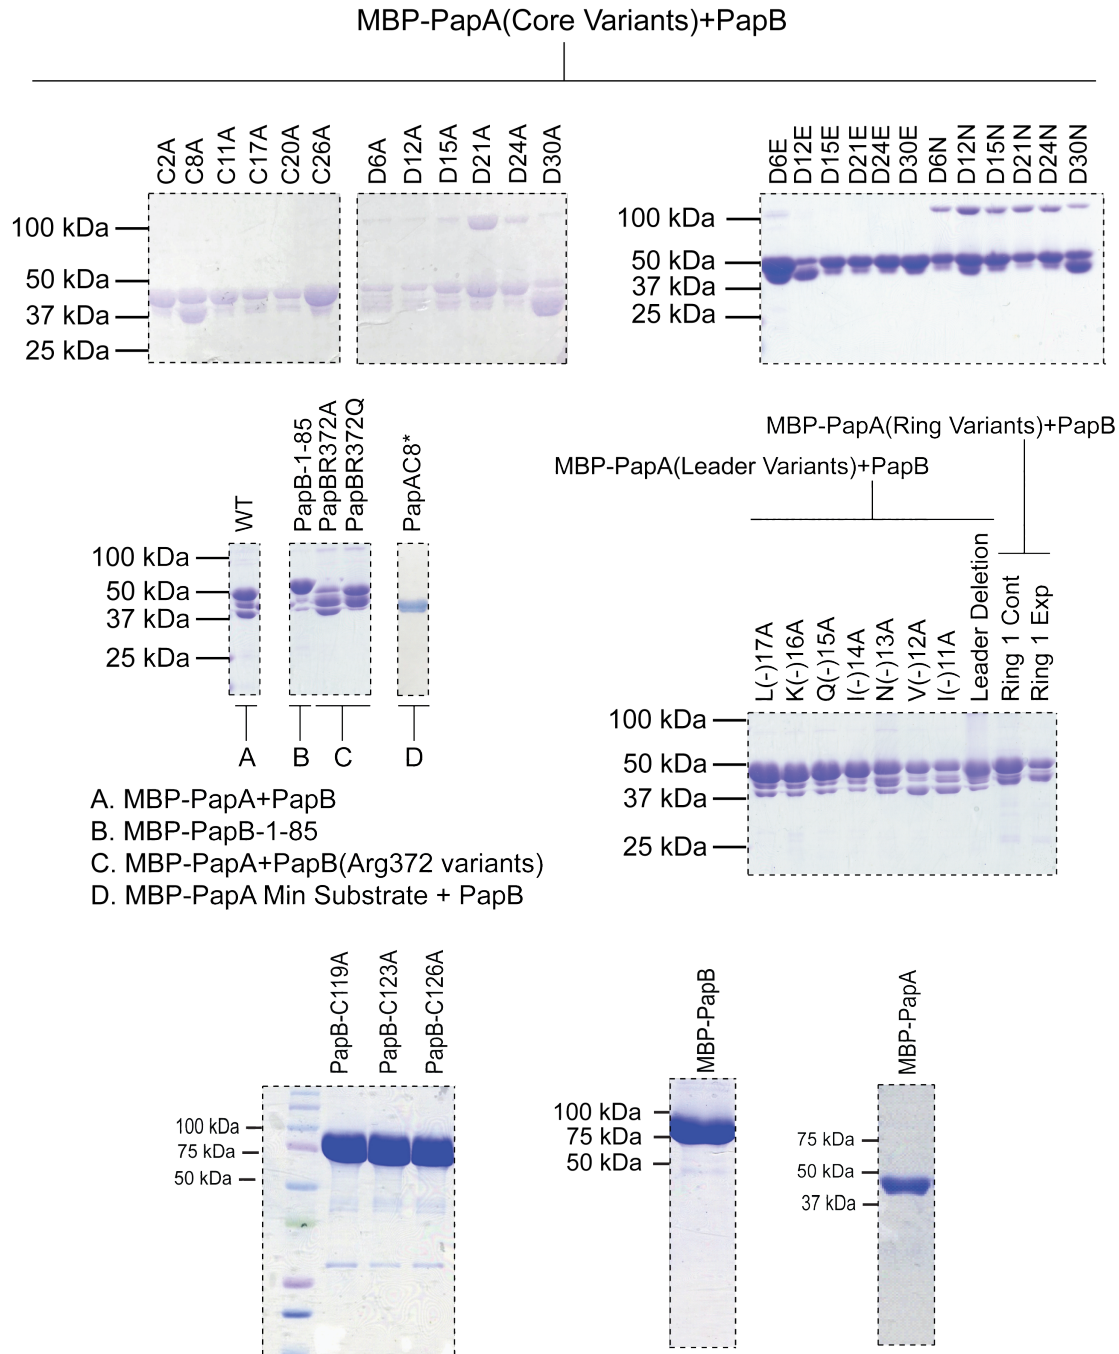 MBP-PapA(Core Variants)+PapB
C2A
C8A
C11A
C17A
C20A
C26A
D6A
D12A
D15A
D21A
D24A
D30A
D6E
D12E
D15E
D21E
D24E
D30E
D6N
D12N
D15N
D21N
D24N
D30N
100 kDa
50 kDa
37 kDa
25 kDa
100 kDa
50 kDa
37 kDa
25 kDa
WT
PapB-1-85
PapBR372A
PapBR372Q
PapAC8*
100 kDa
50 kDa
37 kDa
25 kDa
A
B
C
D
A. MBP-PapA+PapB
B. MBP-PapB-1-85
C. MBP-PapA+PapB(Arg372 variants)
D. MBP-PapA Min Substrate + PapB
MBP-PapA(Ring Variants)+PapB
MBP-PapA(Leader Variants)+PapB
L(-)17A
K(-)16A
Q(-)15A
I(-)14A
N(-)13A
V(-)12A
I(-)11A
Leader Deletion
Ring 1 Cont
Ring 1 Exp
100 kDa
50 kDa
37 kDa
25 kDa
PapB-C119A
PapB-C123A
PapB-C126A
100 kDa
75 kDa
50 kDa
MBP-PapB
100 kDa
75 kDa
50 kDa
MBP-PapA
75 kDa
50 kDa
37 kDa